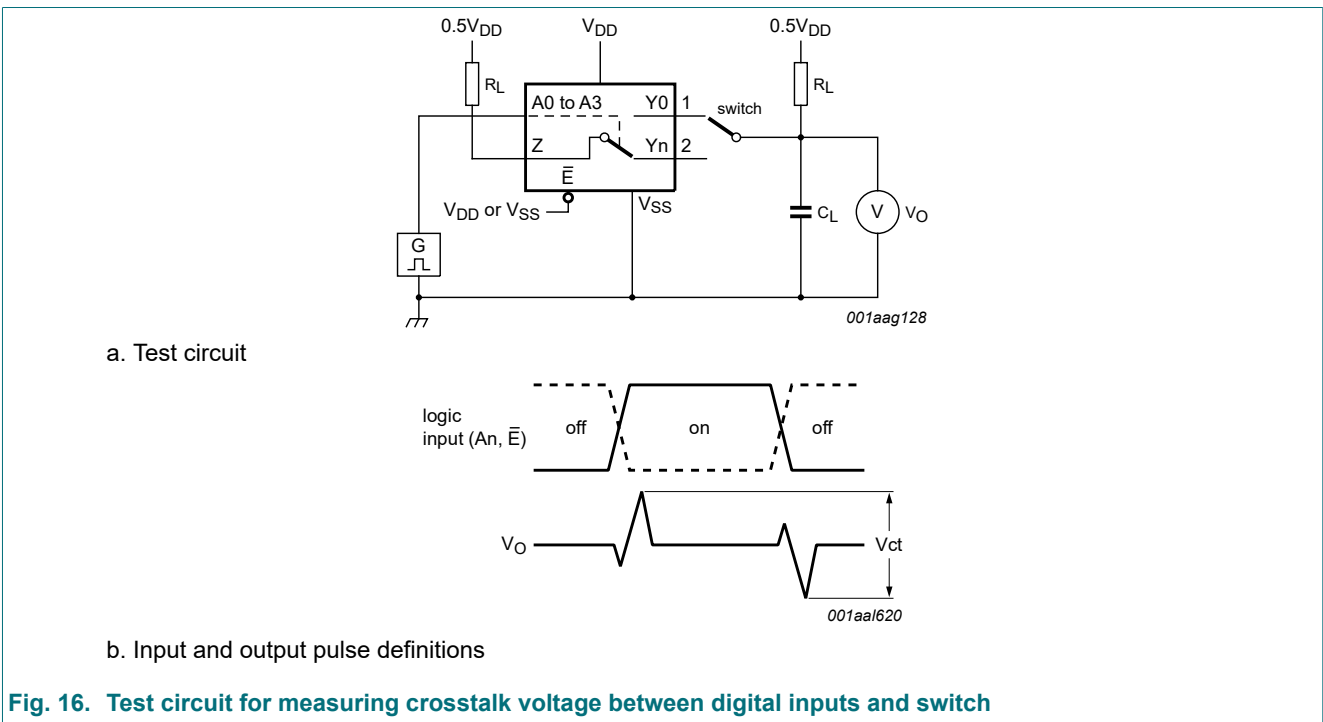 0.5VDD VDD 0.5VDD
RL RL
A0 to A3 Y0 1 switch
Z Yn 2
E̅
VDD or VSS VSS
CL V VO
G
001aag128
a. Test circuit
logic
input (An, E̅) off on off
VO Vct
001aal620
b. Input and output pulse definitions
Fig. 16. Test circuit for measuring crosstalk voltage between digital inputs and switch